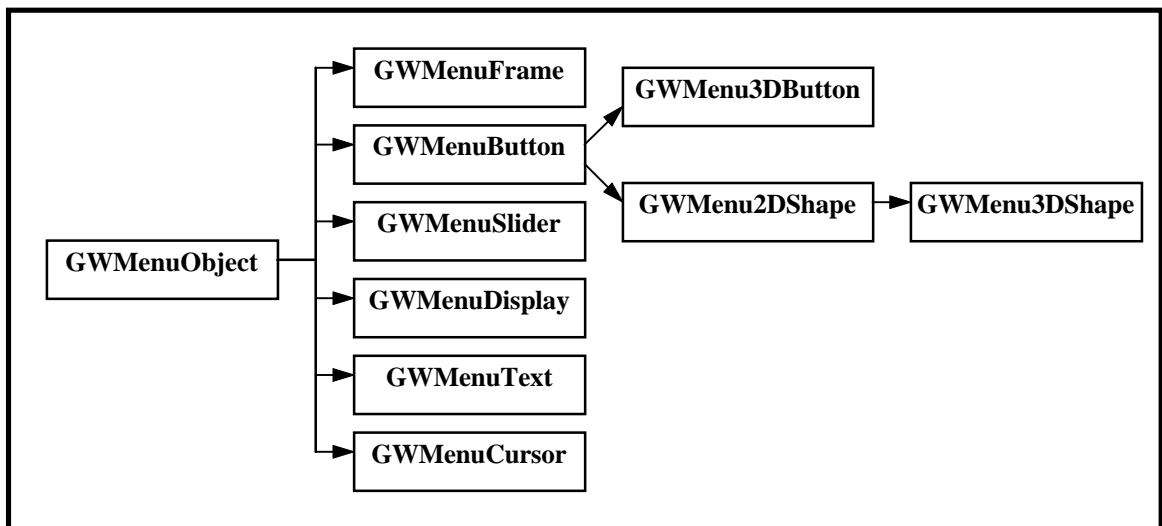 GWMenuObject
GWMenuFrame
GWMenuButton
GWMenuSlider
GWMenuDisplay
GWMenuText
GWMenuCursor
GWMenu3DButton
GWMenu2DShape
GWMenu3DShape